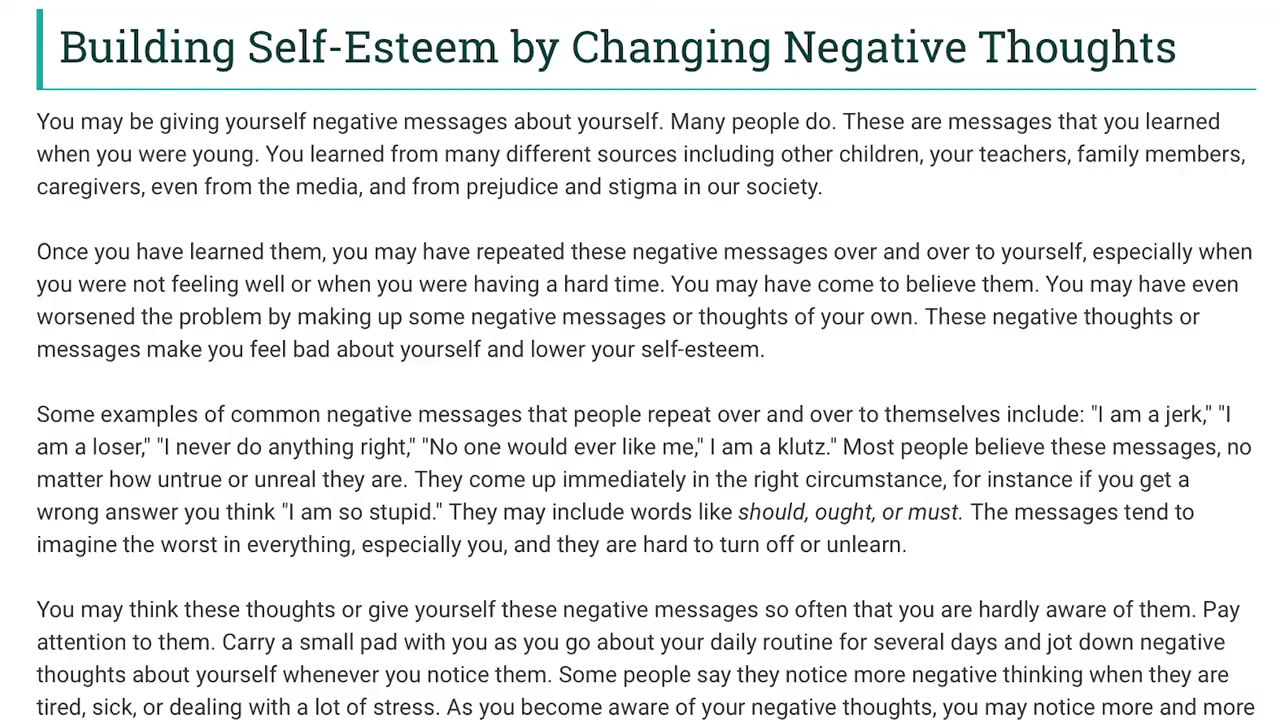 Building Self-Esteem by Changing Negative Thoughts
You may be giving yourself negative messages about yourself. Many people do. These are messages that you learned
when you were young. You learned from many different sources including other children, your teachers, family members,
caregivers, even from the media, and from prejudice and stigma in our society.
Once you have learned them, you may have repeated these negative messages over and over to yourself, especially when
you were not feeling well or when you were having a hard time. You may have come to believe them. You may have even
worsened the problem by making up some negative messages or thoughts of your own. These negative thoughts or
messages make you feel bad about yourself and lower your self-esteem.
Some examples of common negative messages that people repeat over and over to themselves include: "I am a jerk," "I
am a loser," "I never do anything right," "No one would ever like me," I am a klutz." Most people believe these messages, no
matter how untrue or unreal they are. They come up immediately in the right circumstance, for instance if you get a
wrong answer you think "I am so stupid." They may include words like should, ought, or must. The messages tend to
imagine the worst in everything, especially you, and they are hard to turn off or unlearn.
You may think these thoughts or give yourself these negative messages so often that you are hardly aware of them. Pay
attention to them. Carry a small pad with you as you go about your daily routine for several days and jot down negative
thoughts about yourself whenever you notice them. Some people say they notice more negative thinking when they are
tired, sick, or dealing with a lot of stress. As you become aware of your negative thoughts, you may notice more and more